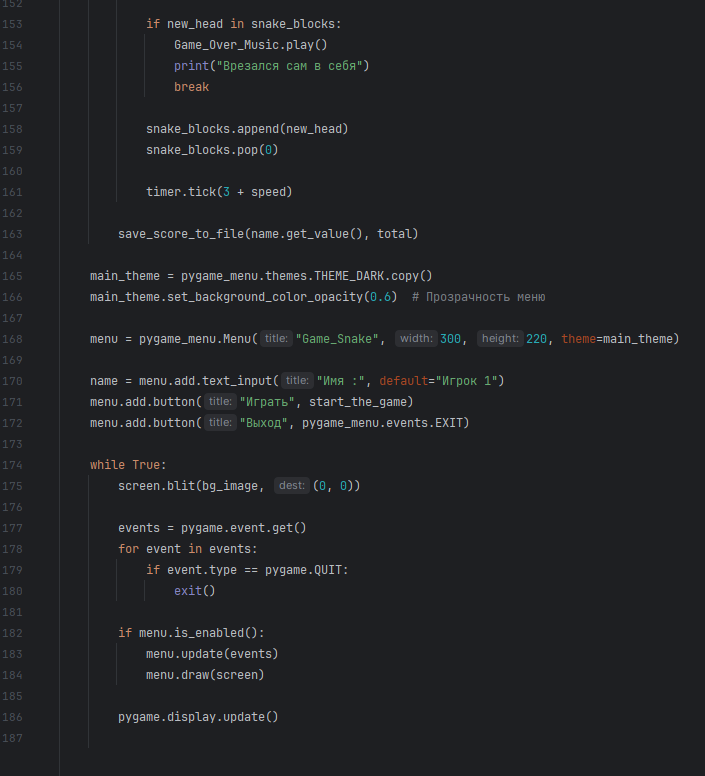 152
153 if new_head in snake_blocks:
154 Game_Over_Music.play()
155 print("Врезался сам в себя")
156 break
157
158 snake_blocks.append(new_head)
159 snake_blocks.pop(0)
160
161 timer.tick(3 + speed)
162
163 save_score_to_file(name.get_value(), total)
164
165 main_theme = pygame_menu.themes.THEME_DARK.copy()
166 main_theme.set_background_color_opacity(0.6)  # Прозрачность меню
167
168 menu = pygame_menu.Menu( title: "Game_Snake", width: 300, height: 220, theme=main_theme)
169
170 name = menu.add.text_input( title: "Имя :", default="Игрок 1")
171 menu.add.button( title: "Играть", start_the_game)
172 menu.add.button( title: "Выход", pygame_menu.events.EXIT)
173
174 while True:
175 screen.blit(bg_image, dest: (0, 0))
176
177 events = pygame.event.get()
178 for event in events:
179 if event.type == pygame.QUIT:
180 exit()
181
182 if menu.is_enabled():
183 menu.update(events)
184 menu.draw(screen)
185
186 pygame.display.update()
187